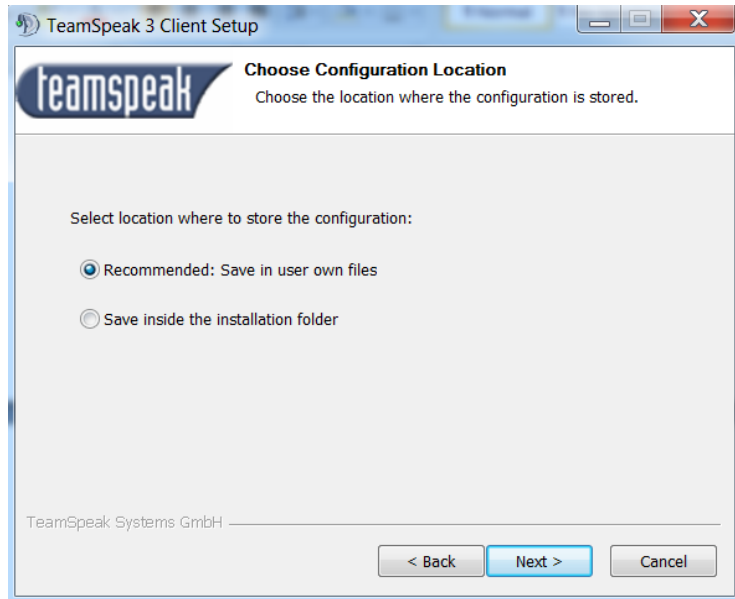 TeamSpeak 3 Client Setup
teamspeak
Choose Configuration Location
Choose the location where the configuration is stored.
Select location where to store the configuration:
Recommended: Save in user own files
Save inside the installation folder
TeamSpeak Systems GmbH
< Back
Next >
Cancel